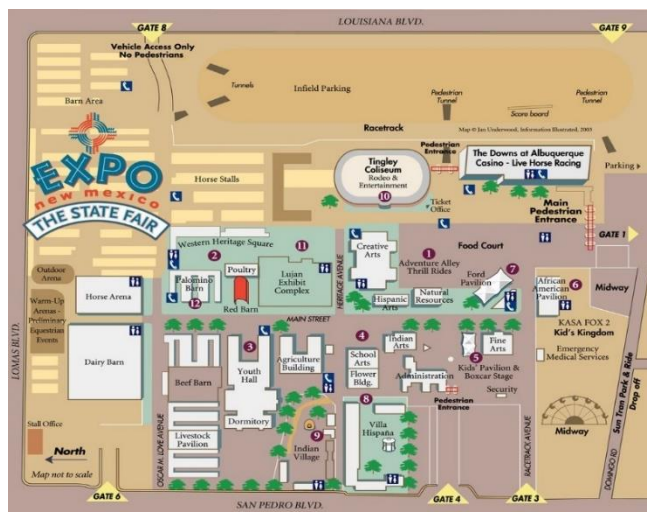 LOUISIANA BLVD.
GATE 8
GATE 9
Vehicle Access Only
No Pedestrians
Tunnels
Infield Parking
Pedestrian
Tunnel
Score board
Pedestrian
Tunnel
Barn Area
Racetrack
Map © Jan Underwood, Information Illustrated, 2003
EXPO
new mexico
THE STATE FAIR
Horse Stalls
Tingley
Coliseum
Rodeo &
Entertainment
10
Pedestrian
Entrance
The Downs at Albuquerque
Casino - Live Horse Racing
Parking
Ticket
Office
Main
Pedestrian
Entrance
GATE 1
Western Heritage Square
2
11
Creative
Arts
1
Food Court
Adventure Alley
Thrill Rides
7
Ford
Pavilion
African
American
Pavilion
6
Midway
Outdoor
Arena
Palomino
Barn
12
Poultry
Red Barn
Lujan
Exhibit
Complex
HERITAGE AVENUE
Hispanic
Arts
Natural
Resources
Horse Arena
Warm-Up
Arenas -
Preliminary
Equestrian
Events
MAIN STREET
KASA FOX 2
Kid's Kingdom
LOMAS BLVD.
Dairy Barn
3
Youth
Hall
Agriculture
Building
4
School
Arts
Flower
Bldg.
Indian
Arts
5
Fine
Arts
Kids' Pavilion &
Boxcar Stage
Emergency
Medical Services
Beef Barn
Administration
Security
Pedestrian
Entrance
Dormitory
8
Villa
Hispaña
Stall Office
OSCAR M. LOVE AVENUE
Livestock
Pavilion
9
Indian
Village
RACETRACK AVENUE
Midway
DOMINGO RD
Sun Tran Park & Ride
Drop off
North
Map not to scale
GATE 6
SAN PEDRO BLVD.
GATE 4
GATE 3